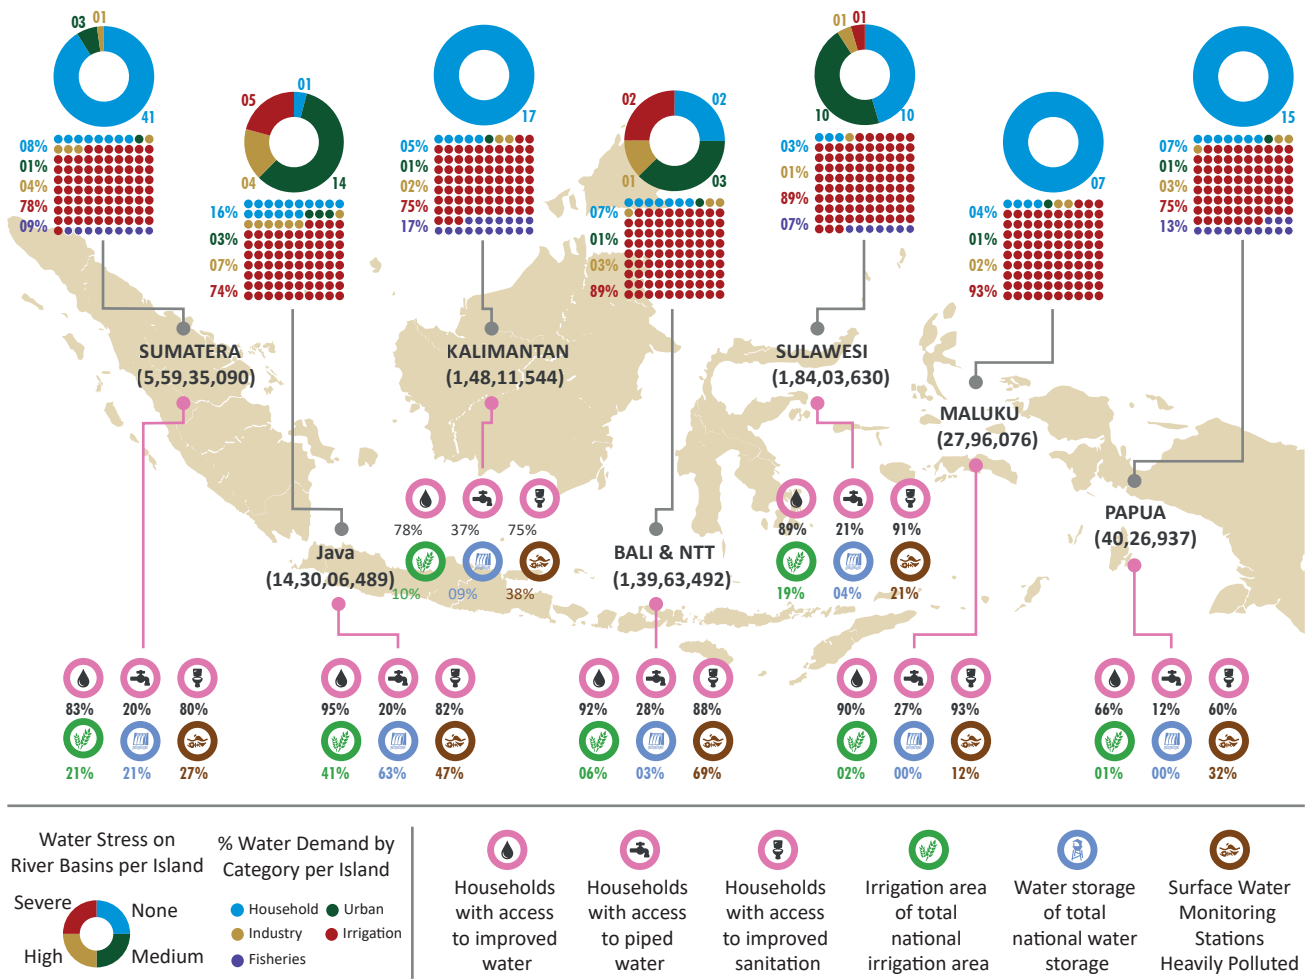 03
01
41
08%
01%
04%
78%
09%
SUMATERA
(5,59,35,090)
83%
20%
80%
21%
21%
27%
05
01
04
14
16%
03%
07%
74%
Java
(14,30,06,489)
95%
20%
82%
41%
63%
47%
17
05%
01%
02%
75%
17%
KALIMANTAN
(1,48,11,544)
78%
37%
75%
10%
09%
38%
02
02
01
03
07%
01%
03%
89%
BALI & NTT
(1,39,63,492)
92%
28%
88%
06%
03%
69%
01
01
10
10
03%
01%
89%
07%
SULAWESI
(1,84,03,630)
89%
21%
91%
19%
04%
21%
07
04%
01%
02%
93%
MALUKU
(27,96,076)
90%
27%
93%
02%
00%
12%
15
07%
01%
03%
75%
13%
PAPUA
(40,26,937)
66%
12%
60%
01%
00%
32%
Water Stress on
River Basins per Island
Severe
None
High
Medium
% Water Demand by
Category per Island
Household
Urban
Industry
Irrigation
Fisheries
Households
with access
to improved
water
Households
with access
to piped
water
Households
with access
to improved
sanitation
Irrigation area
of total
national
irrigation area
Water storage
of total
national water
storage
Surface Water
Monitoring
Stations
Heavily Polluted